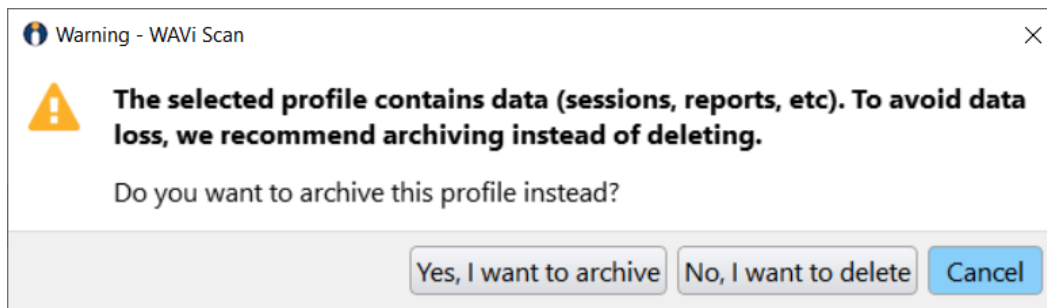 Warning - WAVi Scan
The selected profile contains data (sessions, reports, etc). To avoid data
loss, we recommend archiving instead of deleting.
Do you want to archive this profile instead?
Yes, I want to archive No, I want to delete Cancel